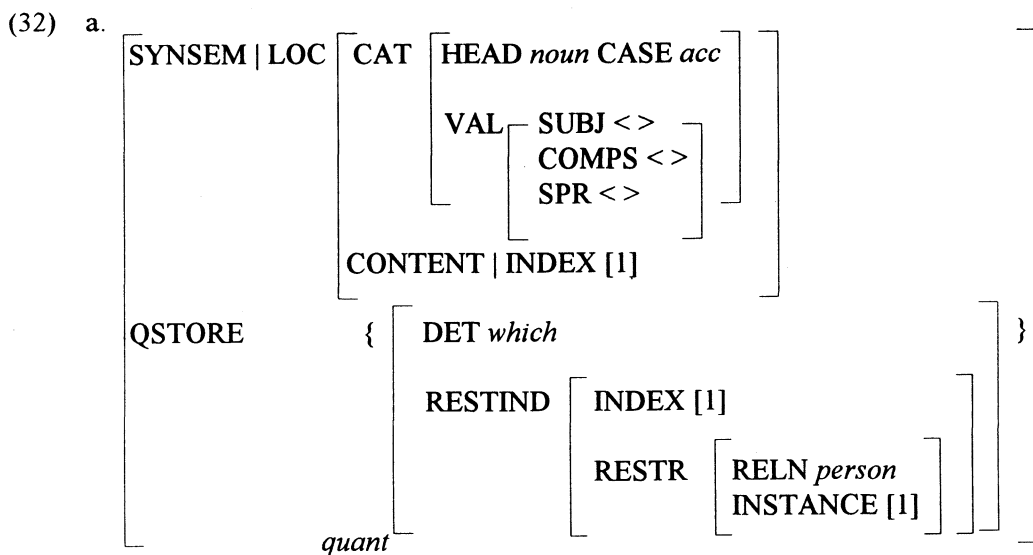 (32) a.
SYNSEM | LOC CAT HEAD noun CASE acc
VAL SUBJ < >
COMPS < >
SPR < >
CONTENT | INDEX [1]
QSTORE { DET which }
RESTIND INDEX [1]
RESTR RELN person
INSTANCE [1]
quant